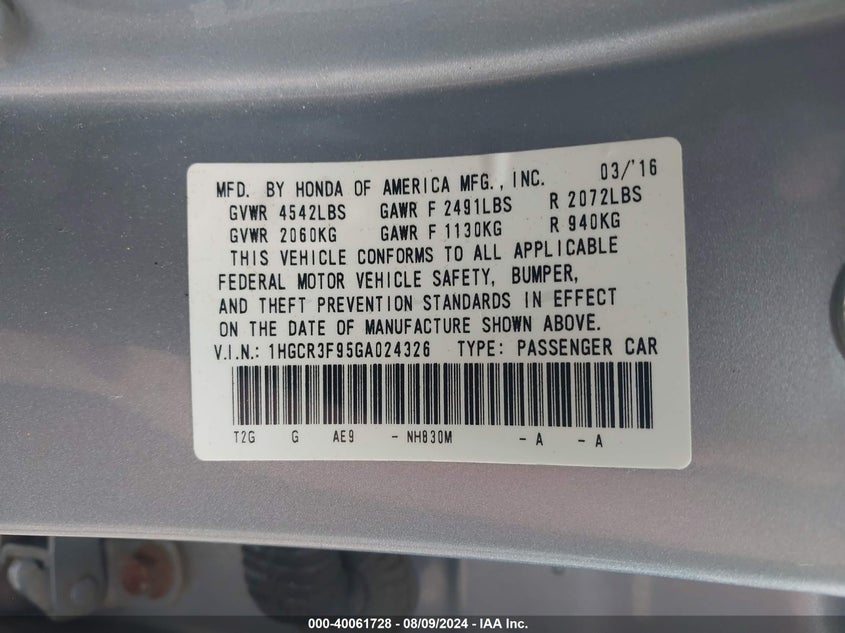 MFD. BY HONDA OF AMERICA MFG., INC. 03/'16
GVWR 4542LBS GAWR F 2491LBS R 2072LBS
GVWR 2060KG GAWR F 1130KG R 940KG
THIS VEHICLE CONFORMS TO ALL APPLICABLE
FEDERAL MOTOR VEHICLE SAFETY, BUMPER,
AND THEFT PREVENTION STANDARDS IN EFFECT
ON THE DATE OF MANUFACTURE SHOWN ABOVE.
V.I.N.: 1HGCR3F95GA024326 TYPE: PASSENGER CAR
T2G G AE9 - NH830M - A - A
000-40061728 - 08/09/2024 - IAA Inc.